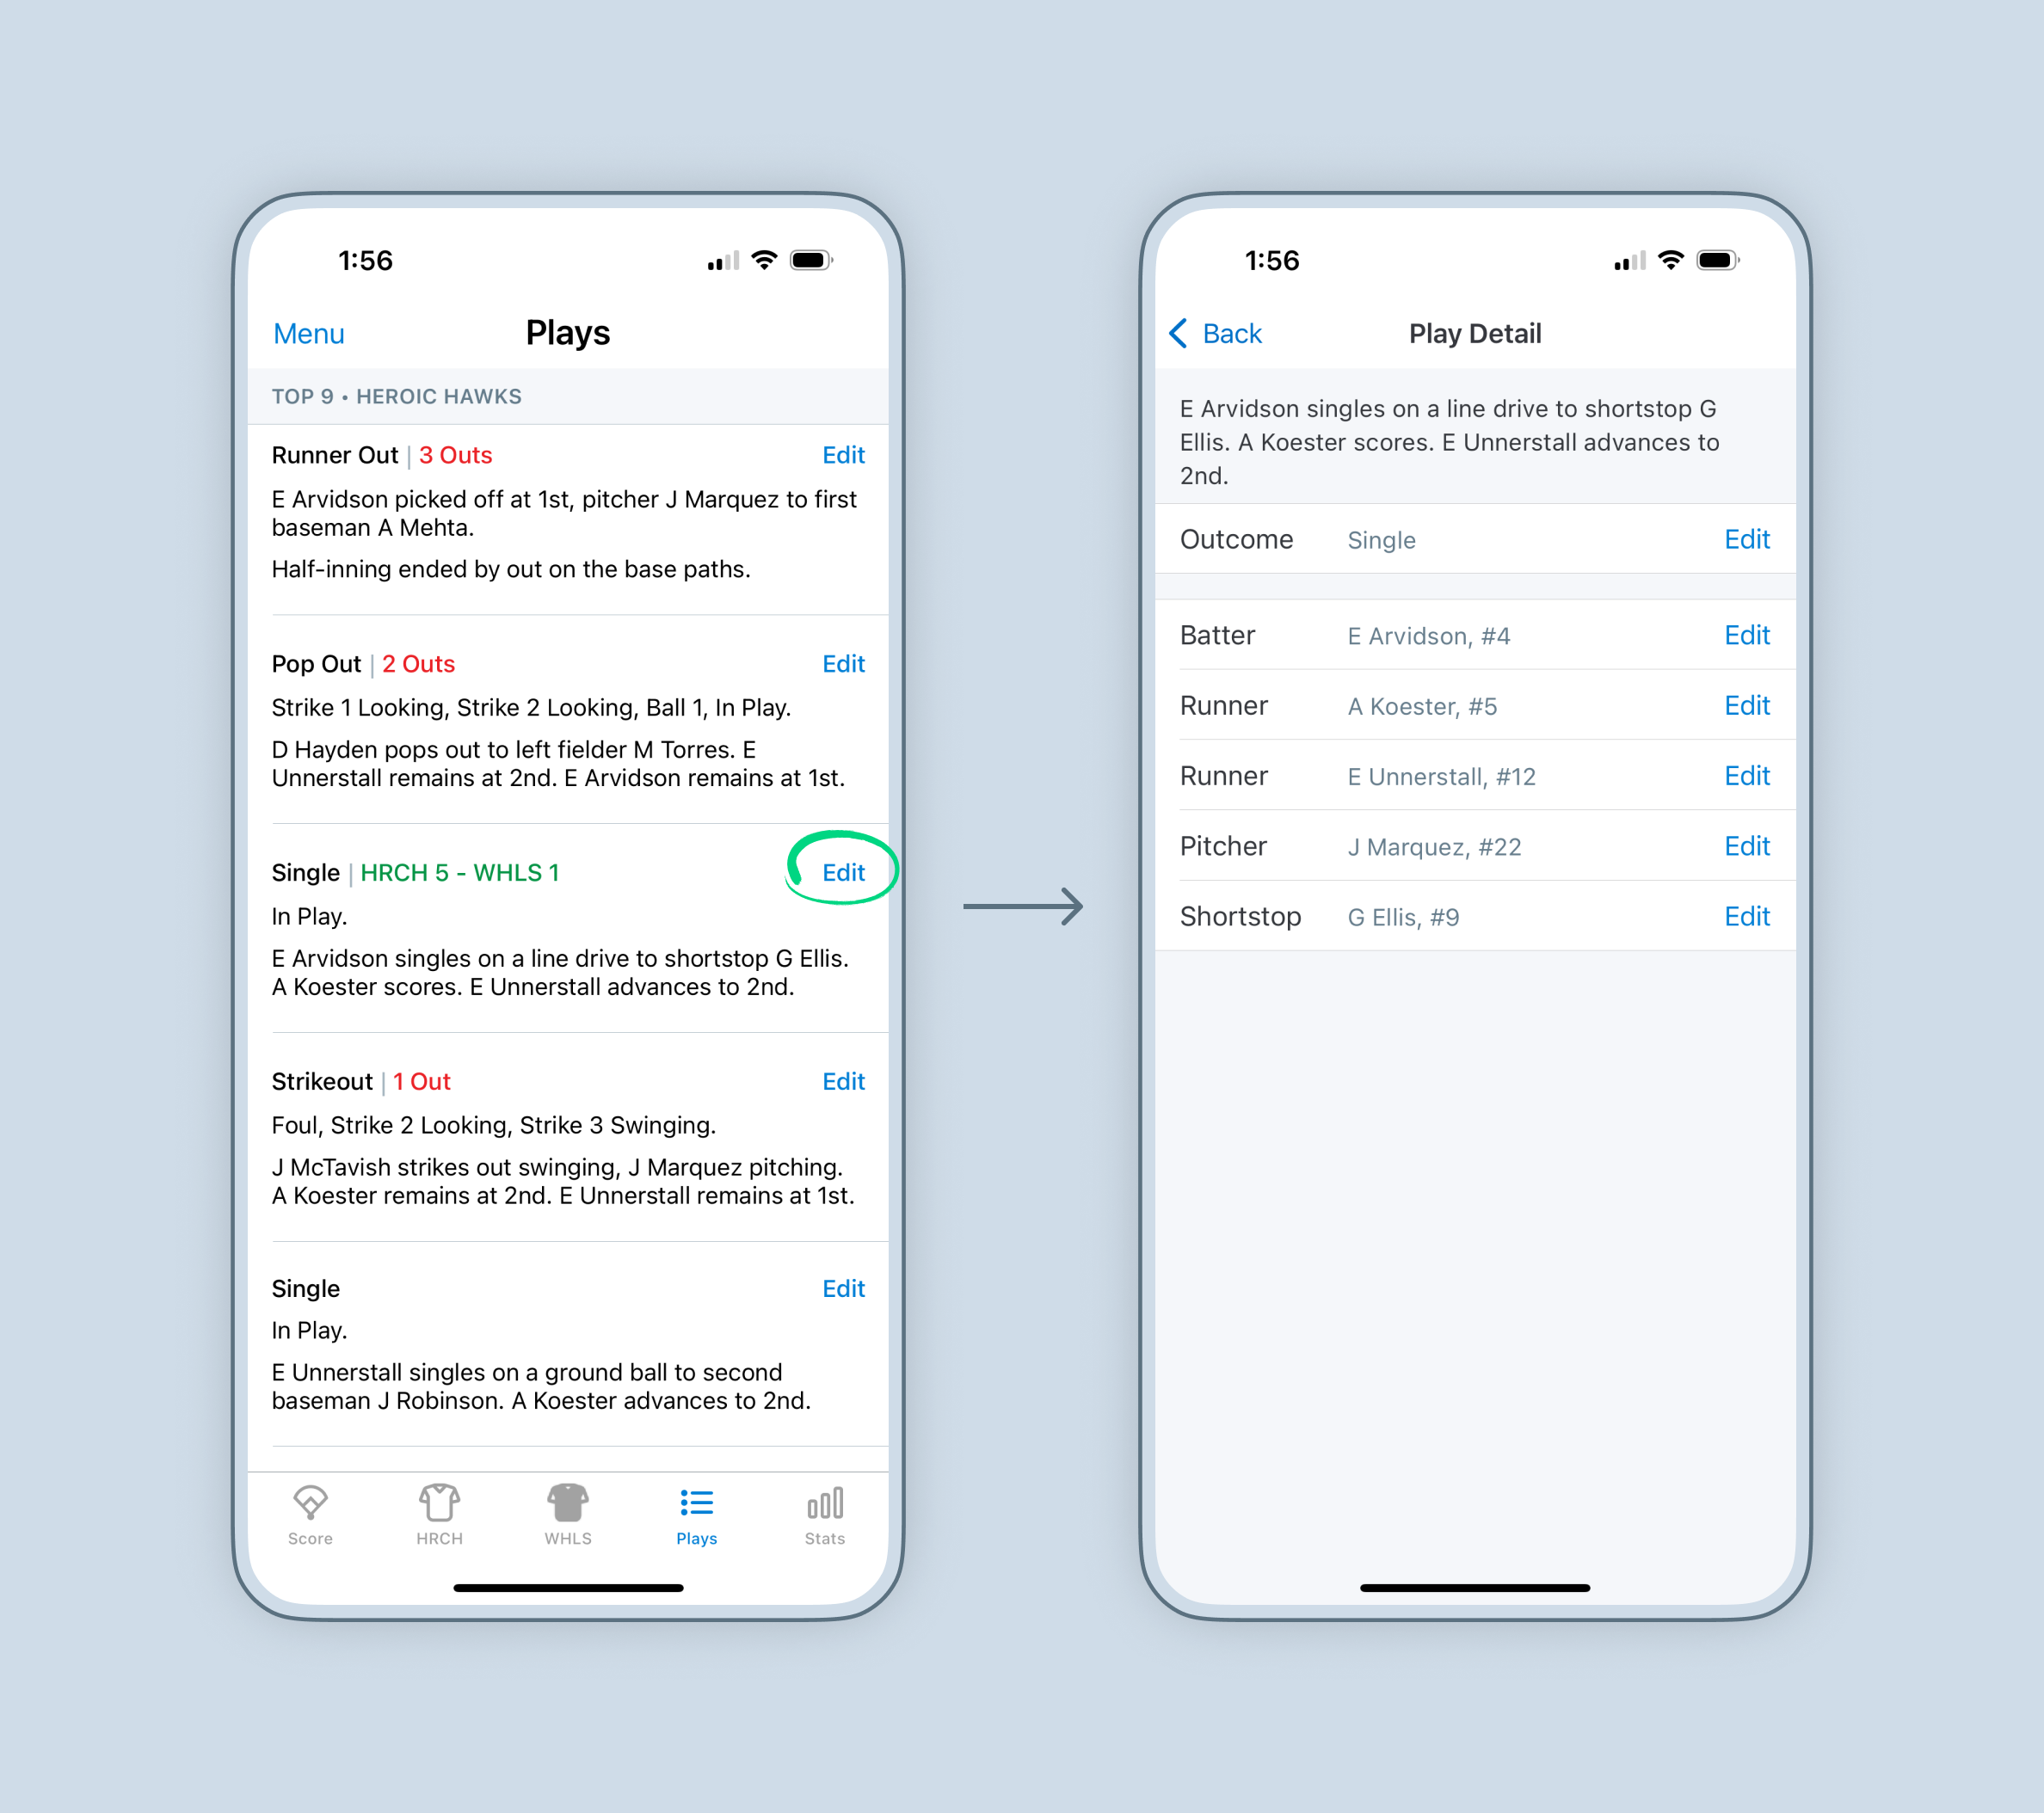 1:56
Menu
Plays
TOP 9 • HEROIC HAWKS
Runner Out | 3 Outs
Edit
E Arvidson picked off at 1st, pitcher J Marquez to first
baseman A Mehta.
Half-inning ended by out on the base paths.
Pop Out | 2 Outs
Edit
Strike 1 Looking, Strike 2 Looking, Ball 1, In Play.
D Hayden pops out to left fielder M Torres. E
Unnerstall remains at 2nd. E Arvidson remains at 1st.
Single | HRCH 5 - WHLS 1
Edit
In Play.
E Arvidson singles on a line drive to shortstop G Ellis.
A Koester scores. E Unnerstall advances to 2nd.
Strikeout | 1 Out
Edit
Foul, Strike 2 Looking, Strike 3 Swinging.
J McTavish strikes out swinging, J Marquez pitching.
A Koester remains at 2nd. E Unnerstall remains at 1st.
Single
Edit
In Play.
E Unnerstall singles on a ground ball to second
baseman J Robinson. A Koester advances to 2nd.
Score
HRCH
WHLS
Plays
Stats
1:56
Back
Play Detail
E Arvidson singles on a line drive to shortstop G
Ellis. A Koester scores. E Unnerstall advances to
2nd.
Outcome
Single
Edit
Batter
E Arvidson, #4
Edit
Runner
A Koester, #5
Edit
Runner
E Unnerstall, #12
Edit
Pitcher
J Marquez, #22
Edit
Shortstop
G Ellis, #9
Edit